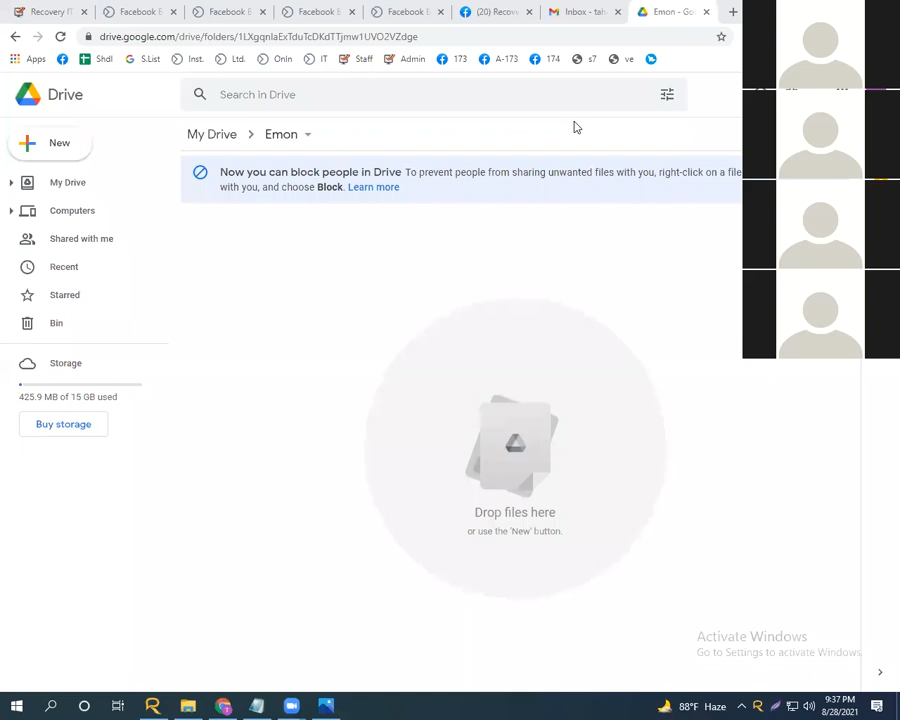 Recovery IT
Facebook B
Facebook B
Facebook B
Facebook B
(20) Recov
Inbox - tah
Emon - Go
drive.google.com/drive/folders/1LXgqnIaExTduTcDKdTTjmw1UVO2VZdge
Apps
Shdl
S.List
Inst.
Ltd.
OnIn
IT
Staff
Admin
173
A-173
174
s7
ve
Drive
Search in Drive
New
My Drive
Emon
Now you can block people in Drive To prevent people from sharing unwanted files with you, right-click on a file
with you, and choose Block. Learn more
My Drive
Computers
Shared with me
Recent
Starred
Bin
Storage
425.9 MB of 15 GB used
Buy storage
Drop files here
or use the 'New' button.
Activate Windows
Go to Settings to activate Windows.
88°F Haze
9:37 PM
8/28/2021